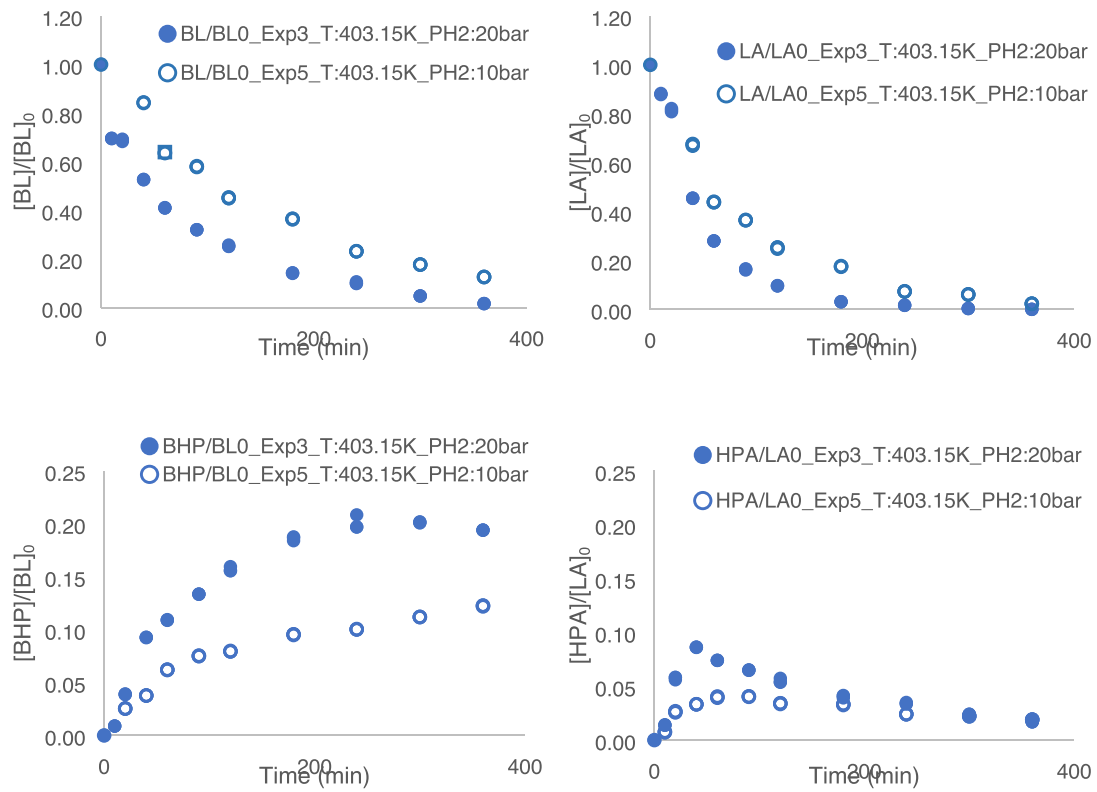 1.20
BL/BL0_Exp3_T:403.15K_PH2:20bar
1.00
BL/BL0_Exp5_T:403.15K_PH2:10bar
0.80
0.60
0.40
0.20
0.00
[BL]/[BL]₀
0
200
400
Time (min)
1.20
LA/LA0_Exp3_T:403.15K_PH2:20bar
1.00
LA/LA0_Exp5_T:403.15K_PH2:10bar
0.80
0.60
0.40
0.20
0.00
[LA]/[LA]₀
0
200
400
Time (min)
BHP/BL0_Exp3_T:403.15K_PH2:20bar
BHP/BL0_Exp5_T:403.15K_PH2:10bar
0.25
0.20
0.15
0.10
0.05
0.00
[BHP]/[BL]₀
0
200
400
Time (min)
HPA/LA0_Exp3_T:403.15K_PH2:20bar
0.25
HPA/LA0_Exp5_T:403.15K_PH2:10bar
0.20
0.15
0.10
0.05
0.00
[HPA]/[LA]₀
0
200
400
Time (min)